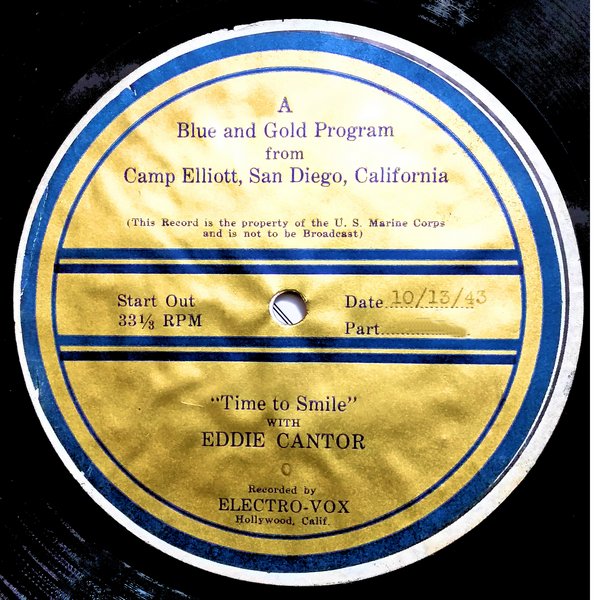 A
Blue and Gold Program
from
Camp Elliott, San Diego, California
(This Record is the property of the U. S. Marine Corps
and is not to be Broadcast)
Start Out
33⅓ RPM
Date 10/13/43
Part
"Time to Smile"
WITH
EDDIE CANTOR
Recorded by
ELECTRO-VOX
Hollywood, Calif.